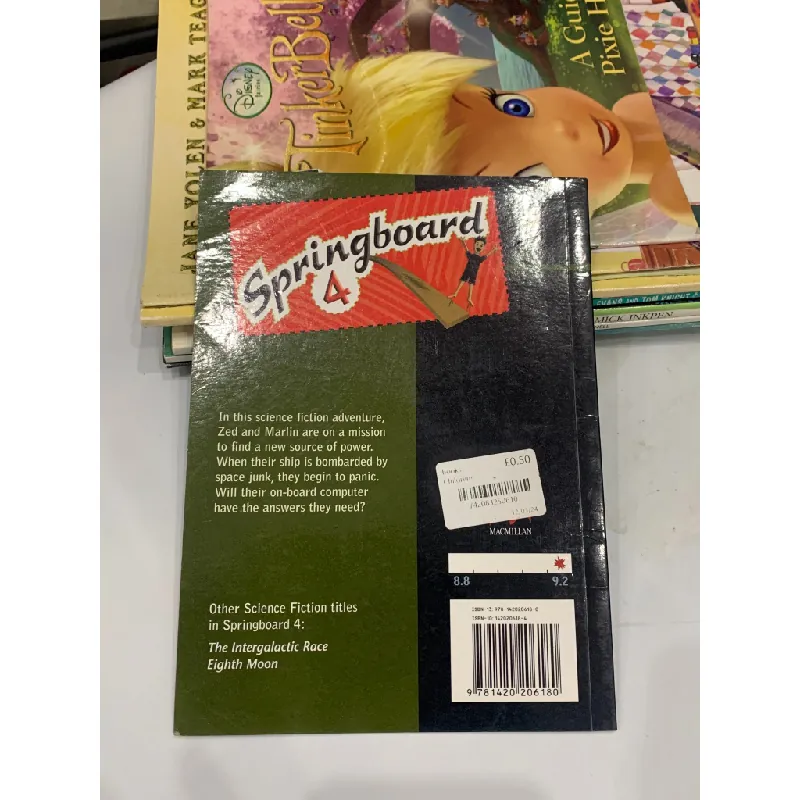 JANE YOLEN & MARK TEAG
Disney
TinkerBell
A Guid
Pixie H
MICK INKPEN
Springboard
4
In this science fiction adventure,
Zed and Marlin are on a mission
to find a new source of power.
When their ship is bombarded by
space junk, they begin to panic.
Will their on-board computer
have the answers they need?
£0.50
MACMILLAN
8.8 9.2
Other Science Fiction titles
in Springboard 4:
The Intergalactic Race
Eighth Moon
9 781420 206180